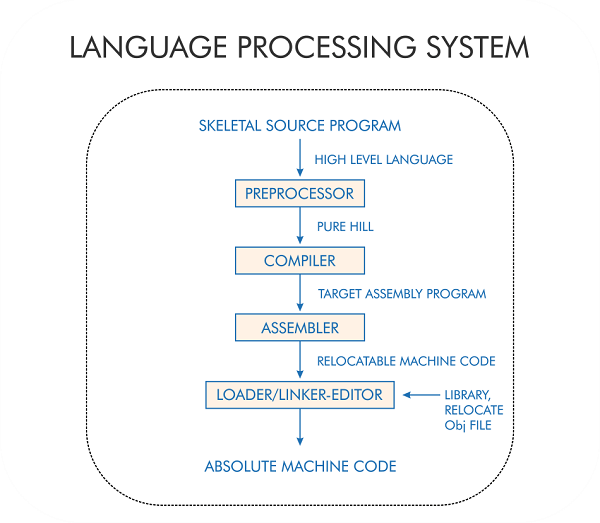 LANGUAGE PROCESSING SYSTEM
SKELETAL SOURCE PROGRAM
HIGH LEVEL LANGUAGE
PREPROCESSOR
PURE HILL
COMPILER
TARGET ASSEMBLY PROGRAM
ASSEMBLER
RELOCATABLE MACHINE CODE
LOADER/LINKER-EDITOR
LIBRARY,
RELOCATE
Obj FILE
ABSOLUTE MACHINE CODE